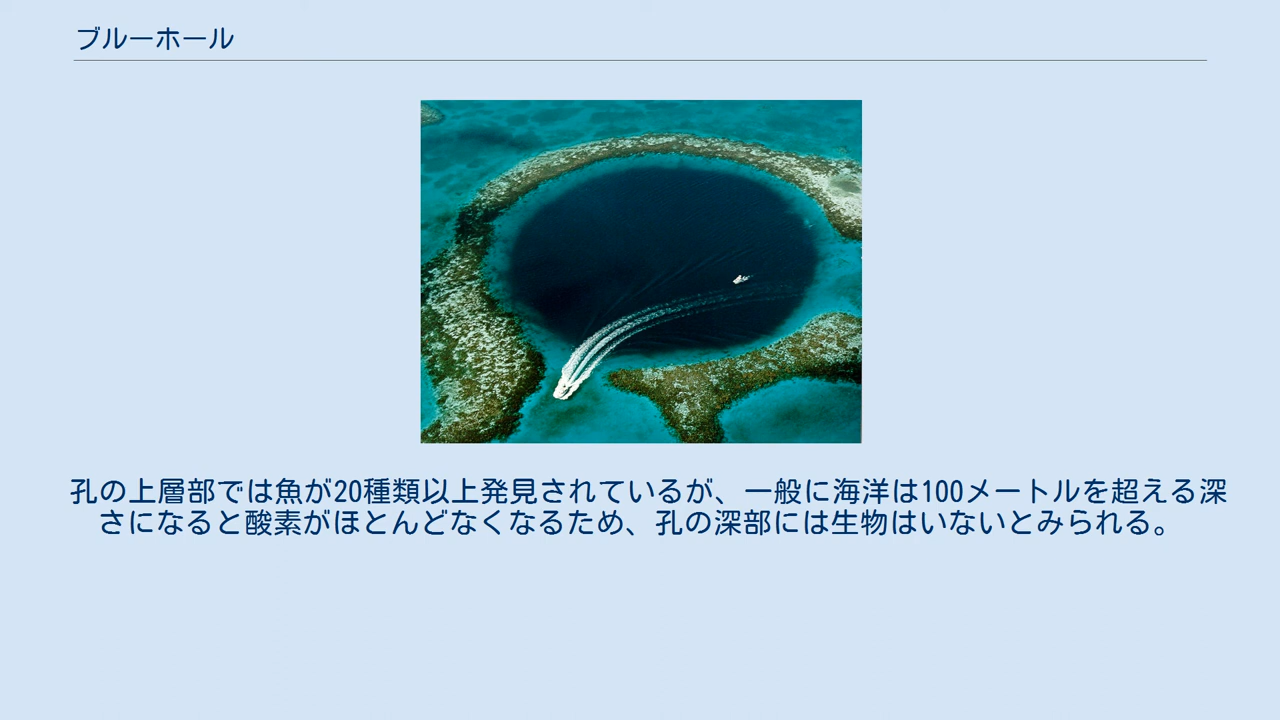 ブルーホール
孔の上層部では魚が20種類以上発見されているが、一般に海洋は100メートルを超える深
さになると酸素がほとんどなくなるため、孔の深部には生物はいないとみられる。